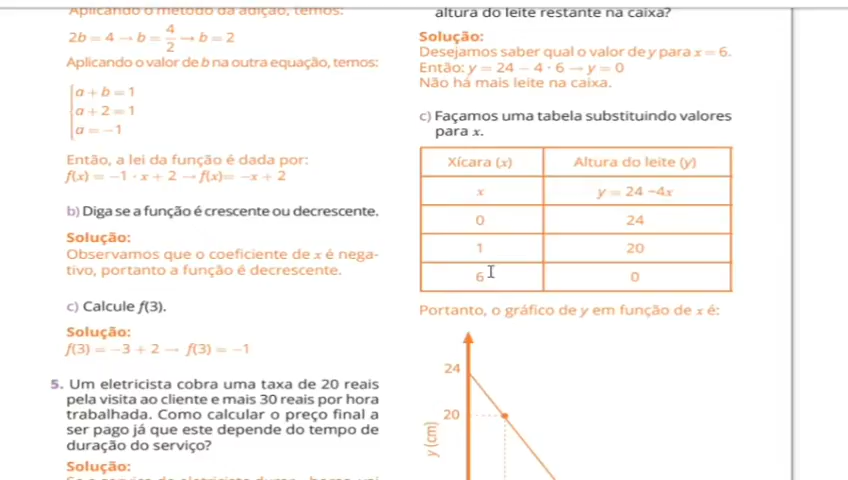 Aplicando o método da adição, temos:
2b = 4 → b = 4/2 → b = 2
Aplicando o valor de b na outra equação, temos:
a + b = 1
a + 2 = 1
a = −1
Então, a lei da função é dada por:
f(x) = −1 · x + 2 → f(x)= −x + 2
b) Diga se a função é crescente ou decrescente.
Solução:
Observamos que o coeficiente de x é nega-
tivo, portanto a função é decrescente.
c) Calcule f(3).
Solução:
f(3) = −3 + 2 → f(3) = −1
5. Um eletricista cobra uma taxa de 20 reais
pela visita ao cliente e mais 30 reais por hora
trabalhada. Como calcular o preço final a
ser pago já que este depende do tempo de
duração do serviço?
Solução:
altura do leite restante na caixa?
Solução:
Desejamos saber qual o valor de y para x = 6.
Então: y = 24 − 4 · 6 → y = 0
Não há mais leite na caixa.
c) Façamos uma tabela substituindo valores
para x.
Xícara (x) Altura do leite (y)
x y = 24 −4x
0 24
1 20
6 0
Portanto, o gráfico de y em função de x é:
24
20
y (cm)